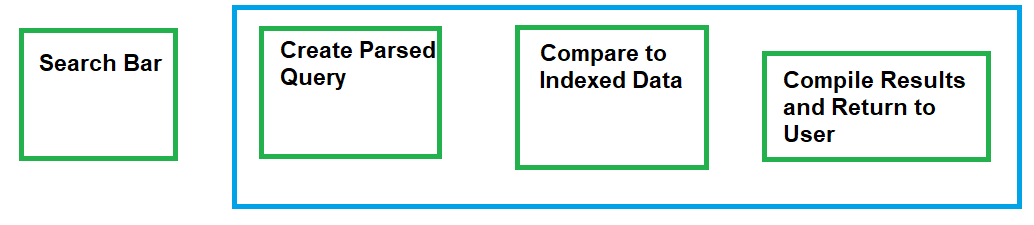 Search Bar
Create Parsed
Query
Compare to
Indexed Data
Compile Results
and Return to
User